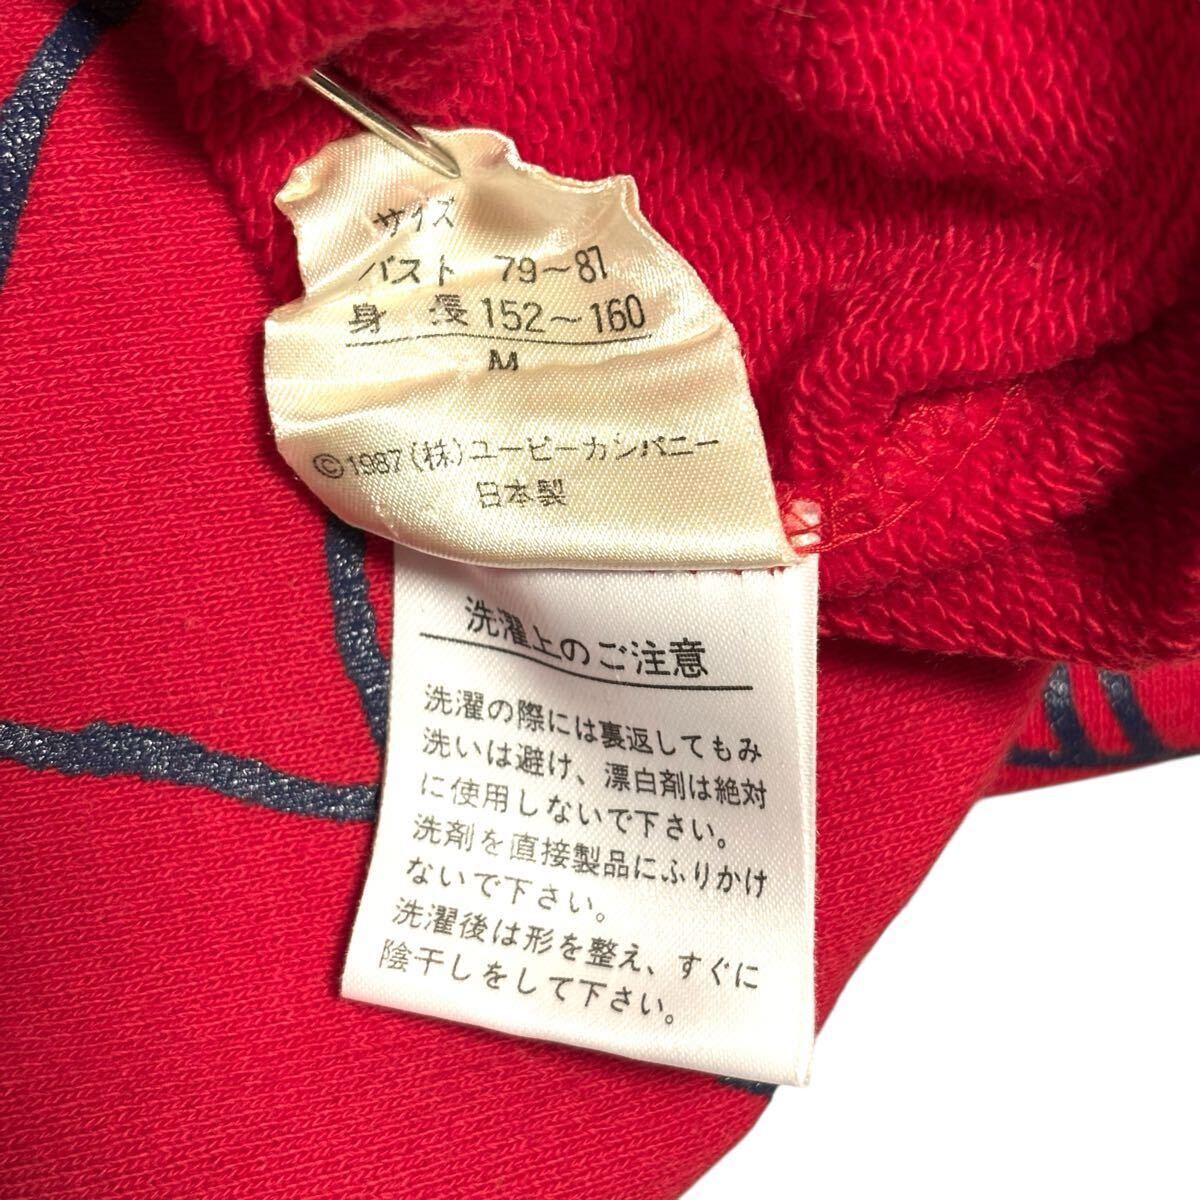 サイズ
バスト 79～87
身 長 152～160
M
©1987(株)ユーピーカンパニー
日本製
洗濯上のご注意
洗濯の際には裏返してもみ
洗いは避け、漂白剤は絶対
に使用しないで下さい。
洗剤を直接製品にふりかけ
ないで下さい。
洗濯後は形を整え、すぐに
陰干しをして下さい。